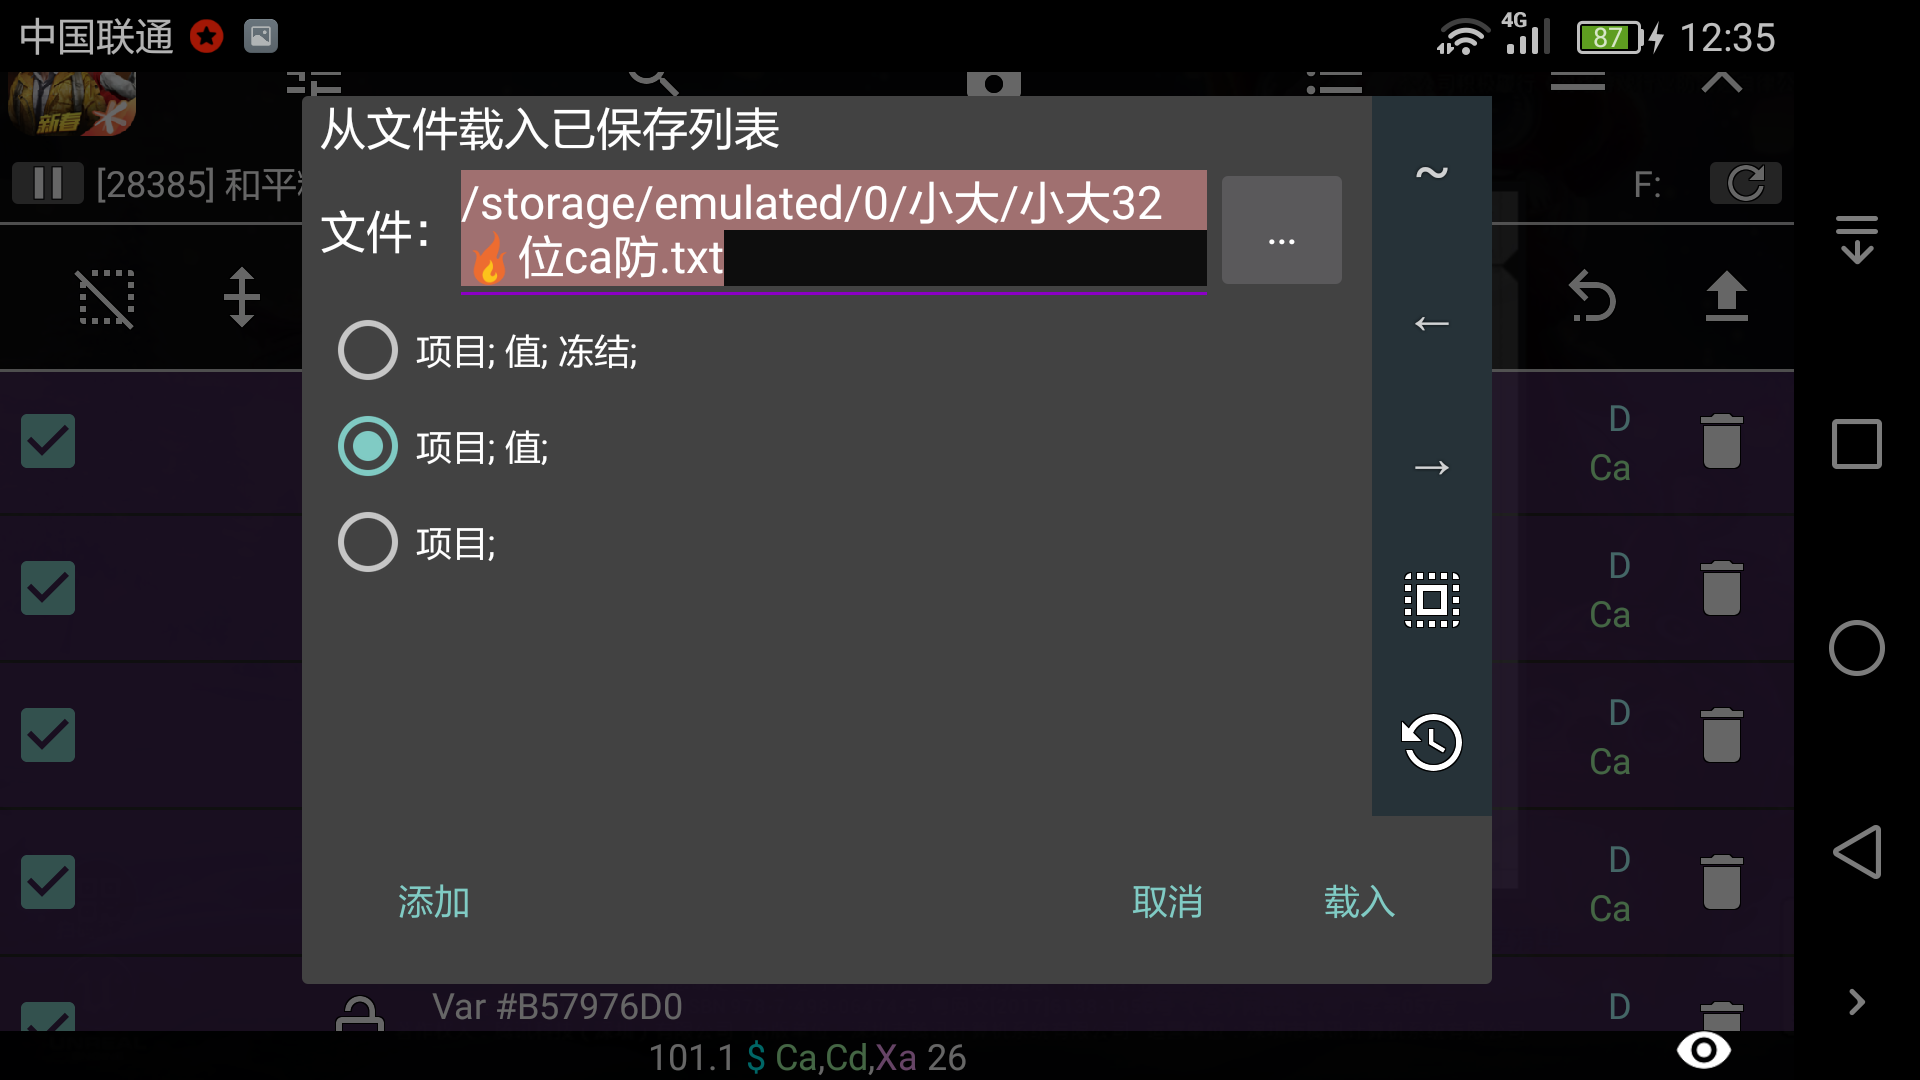 中国联通
4G
87
12:35
新春
从文件载入已保存列表
[28385] 和平
F:
文件：
/storage/emulated/0/小大/小大32
🔥位ca防.txt
...
~
←
→
项目; 值; 冻结;
项目; 值;
项目;
D
Ca
D
Ca
D
Ca
D
Ca
添加
取消
载入
Var #B57976D0
D
101.1 $ Ca,Cd,Xa 26